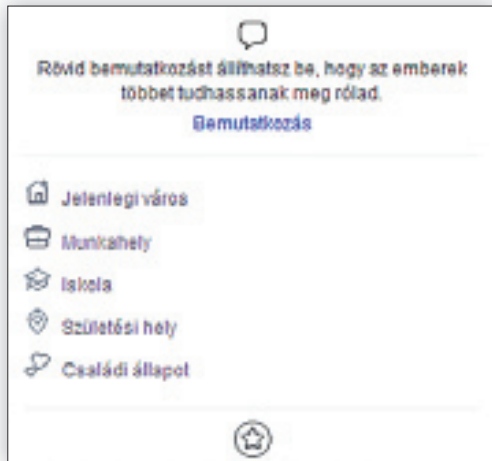 Rövid bemutatkozást állíthatsz be, hogy az emberek
többet tudhassanak meg rólad.
Bemutatkozás
Jelenlegi város
Munkahely
Iskola
Születési hely
Családi állapot